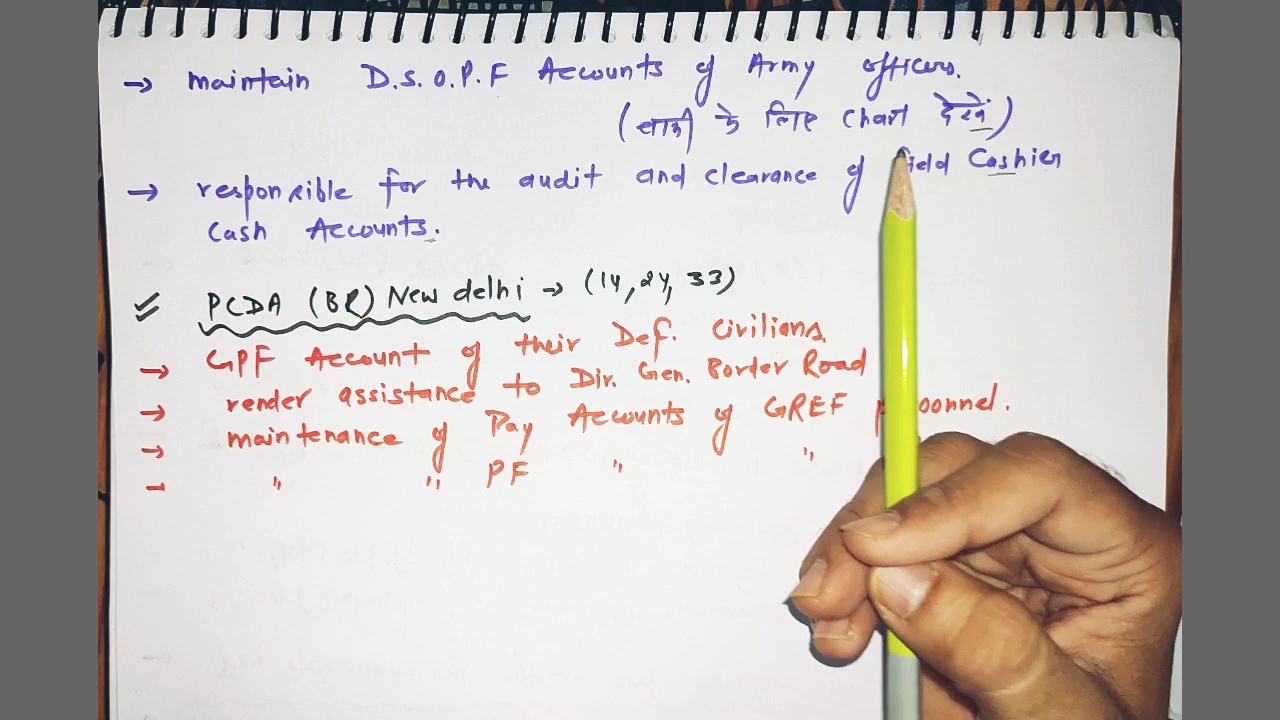 → maintain D.S.O.P.F Accounts of Army officers.
(बाकी के लिए Chart देखें)
→ responsible for the audit and clearance of field Cashier
Cash Accounts.
PCDA (BR) New delhi → (14, 24, 33)
→ GPF Account of their Def. Civilians.
→ render assistance to Dir. Gen. Border Road
→ maintenance of Pay Accounts of GREF personnel.
→ " " PF " "